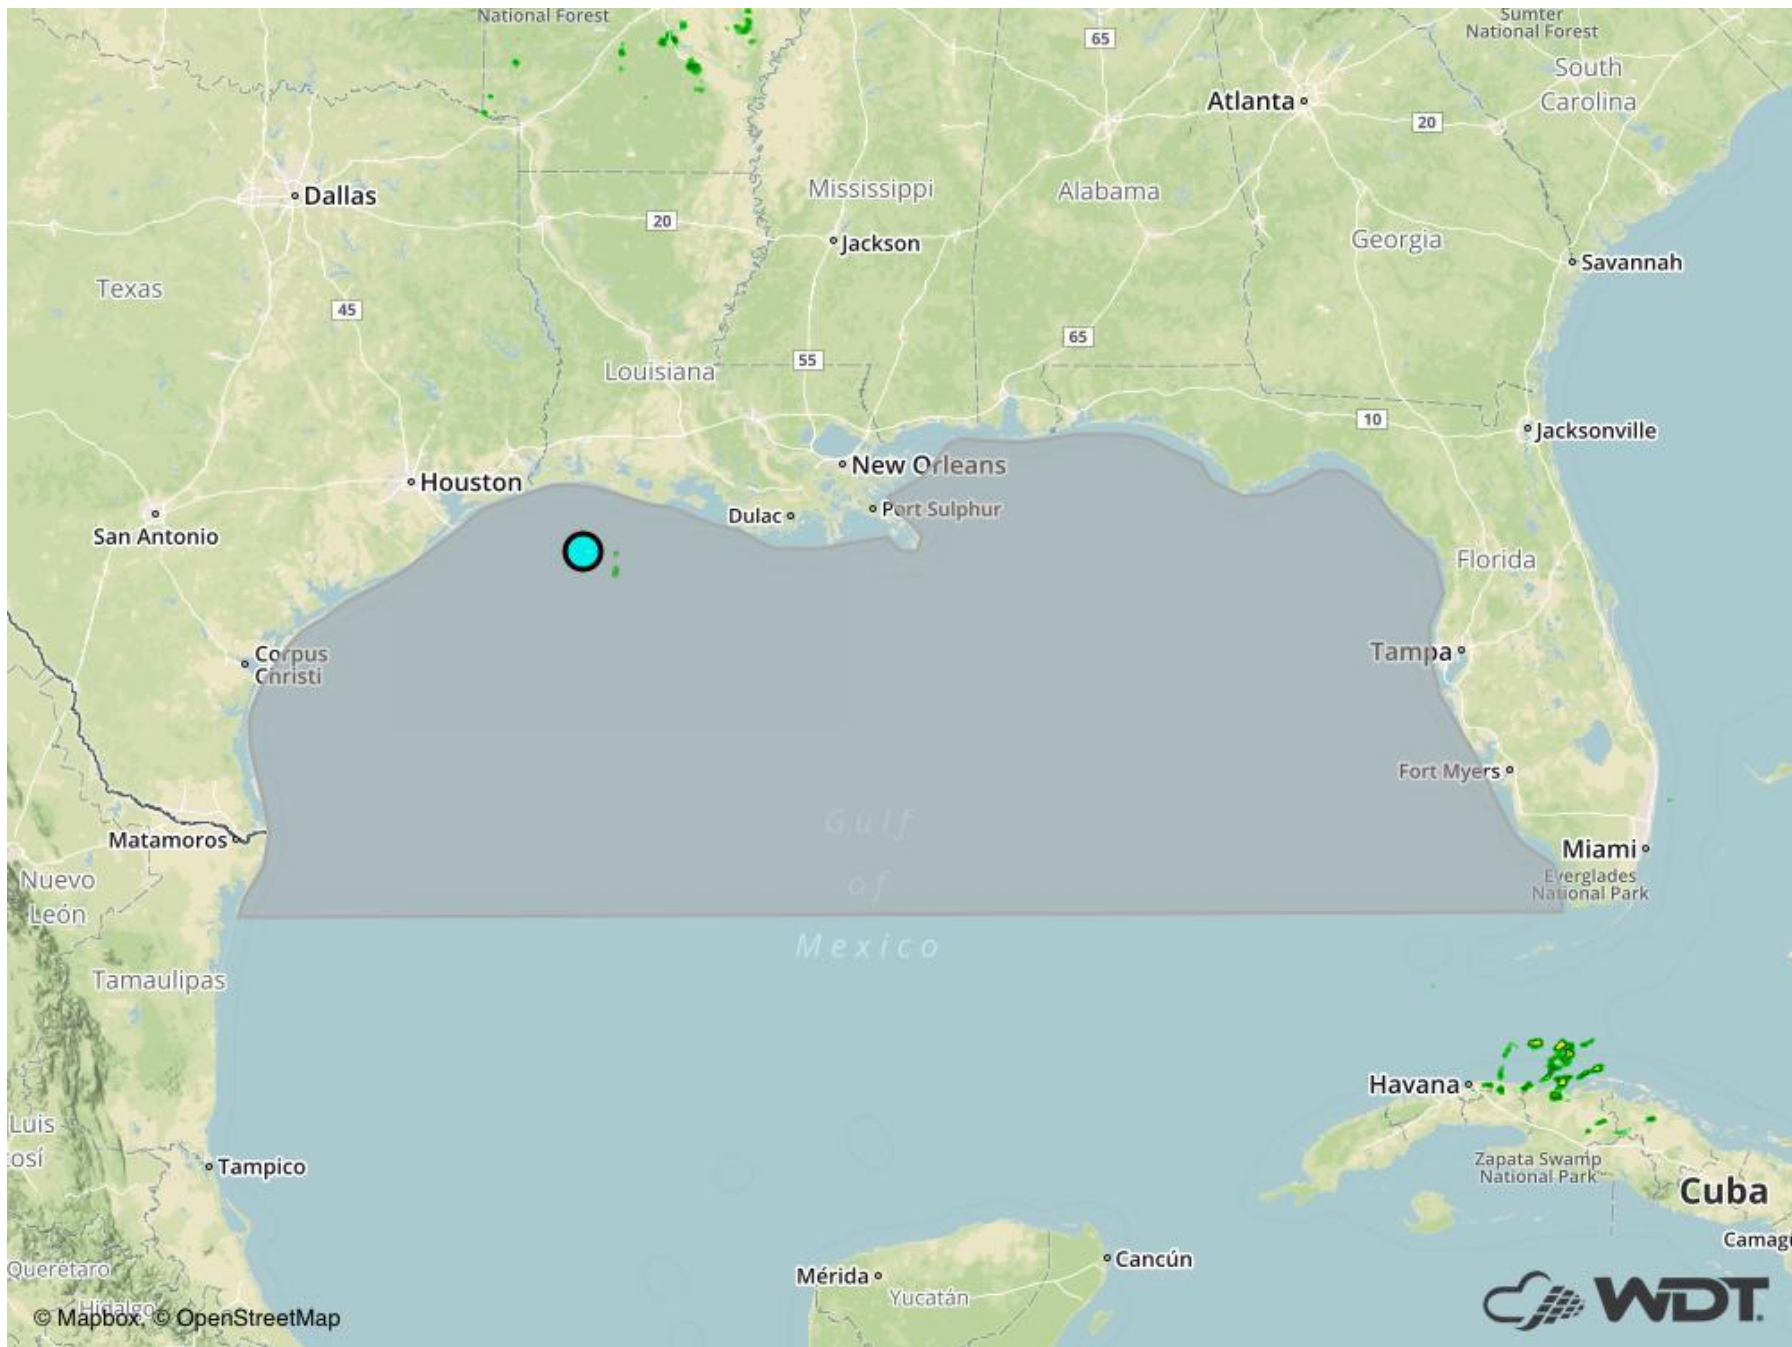 National Forest
65
Sumter
National Forest
South
Carolina
Atlanta
20
Dallas
Mississippi
Alabama
20
Jackson
Georgia
Savannah
Texas
45
65
55
Louisiana
10
Jacksonville
New Orleans
Houston
Dulac
Port Sulphur
San Antonio
Florida
Corpus
Christi
Tampa
Fort Myers
Gulf
of
Mexico
Matamoros
Miami
Everglades
National Park
Nuevo
León
Tamaulipas
Havana
Luis
osí
Tampico
Zapata Swamp
National Park
Cuba
Camagü
Cancún
Mérida
Yucatán
Querétaro
Hidalgo
© Mapbox, © OpenStreetMap
WDT